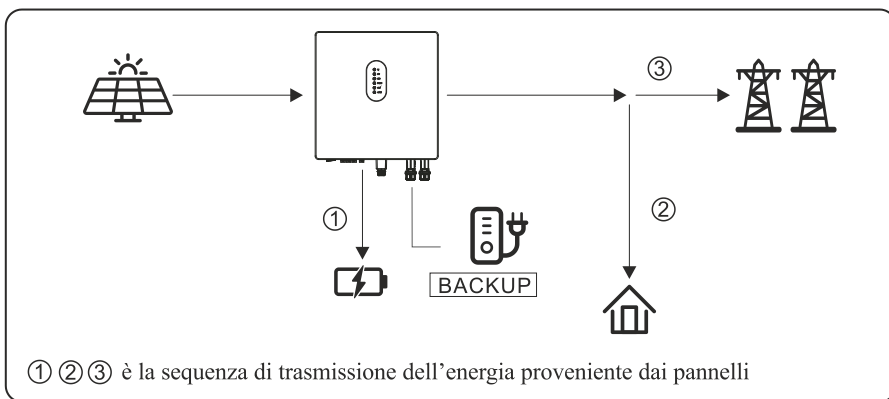 ③
①
②
BACKUP
① ② ③ è la sequenza di trasmissione dell’energia proveniente dai pannelli